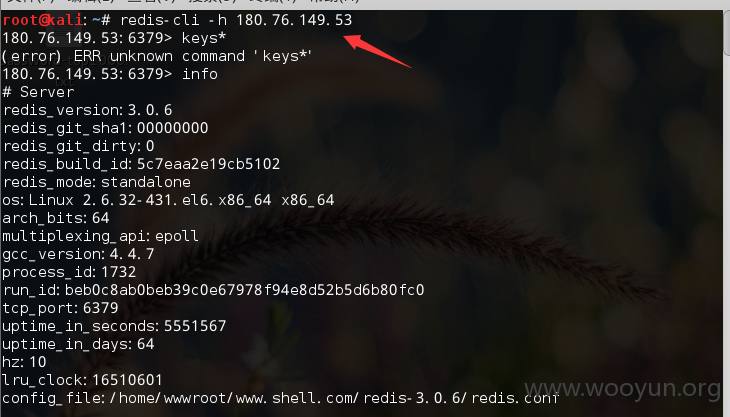 root@kali:~# redis-cli -h 180.76.149.53
180.76.149.53:6379> keys*
(error) ERR unknown command 'keys*'
180.76.149.53:6379> info
# Server
redis_version:3.0.6
redis_git_sha1:00000000
redis_git_dirty:0
redis_build_id:5c7eaa2e19cb5102
redis_mode:standalone
os:Linux 2.6.32-431.el6.x86_64 x86_64
arch_bits:64
multiplexing_api:epoll
gcc_version:4.4.7
process_id:1732
run_id:beb0c8ab0beb39c0e67978f94e8d52b5d6b80fc0
tcp_port:6379
uptime_in_seconds:5551567
uptime_in_days:64
hz:10
lru_clock:16510601
config_file:/home/wwwroot/www.shell.com/redis-3.0.6/redis.conf
www.wooyun.org